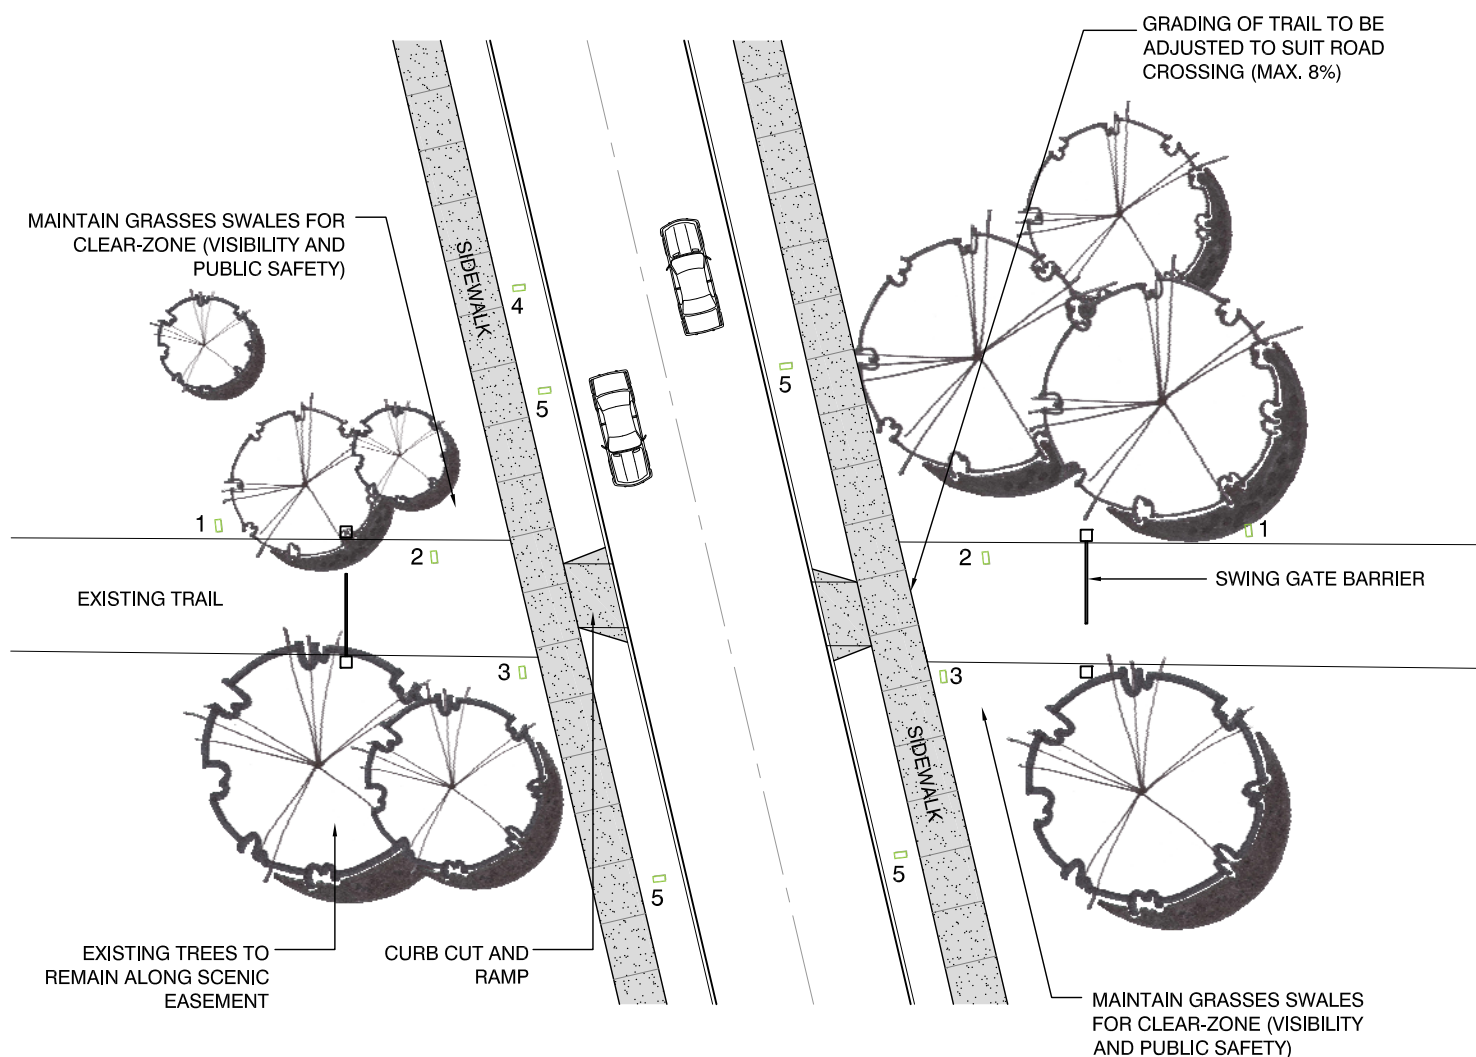 GRADING OF TRAIL TO BE
ADJUSTED TO SUIT ROAD
CROSSING (MAX. 8%)
MAINTAIN GRASSES SWALES FOR
CLEAR-ZONE (VISIBILITY AND
PUBLIC SAFETY)
SIDEWALK
4
5
5
1
2
2
1
EXISTING TRAIL
SWING GATE BARRIER
3
3
SIDEWALK
5
5
EXISTING TREES TO
REMAIN ALONG SCENIC
EASEMENT
CURB CUT AND
RAMP
MAINTAIN GRASSES SWALES
FOR CLEAR-ZONE (VISIBILITY
AND PUBLIC SAFETY)